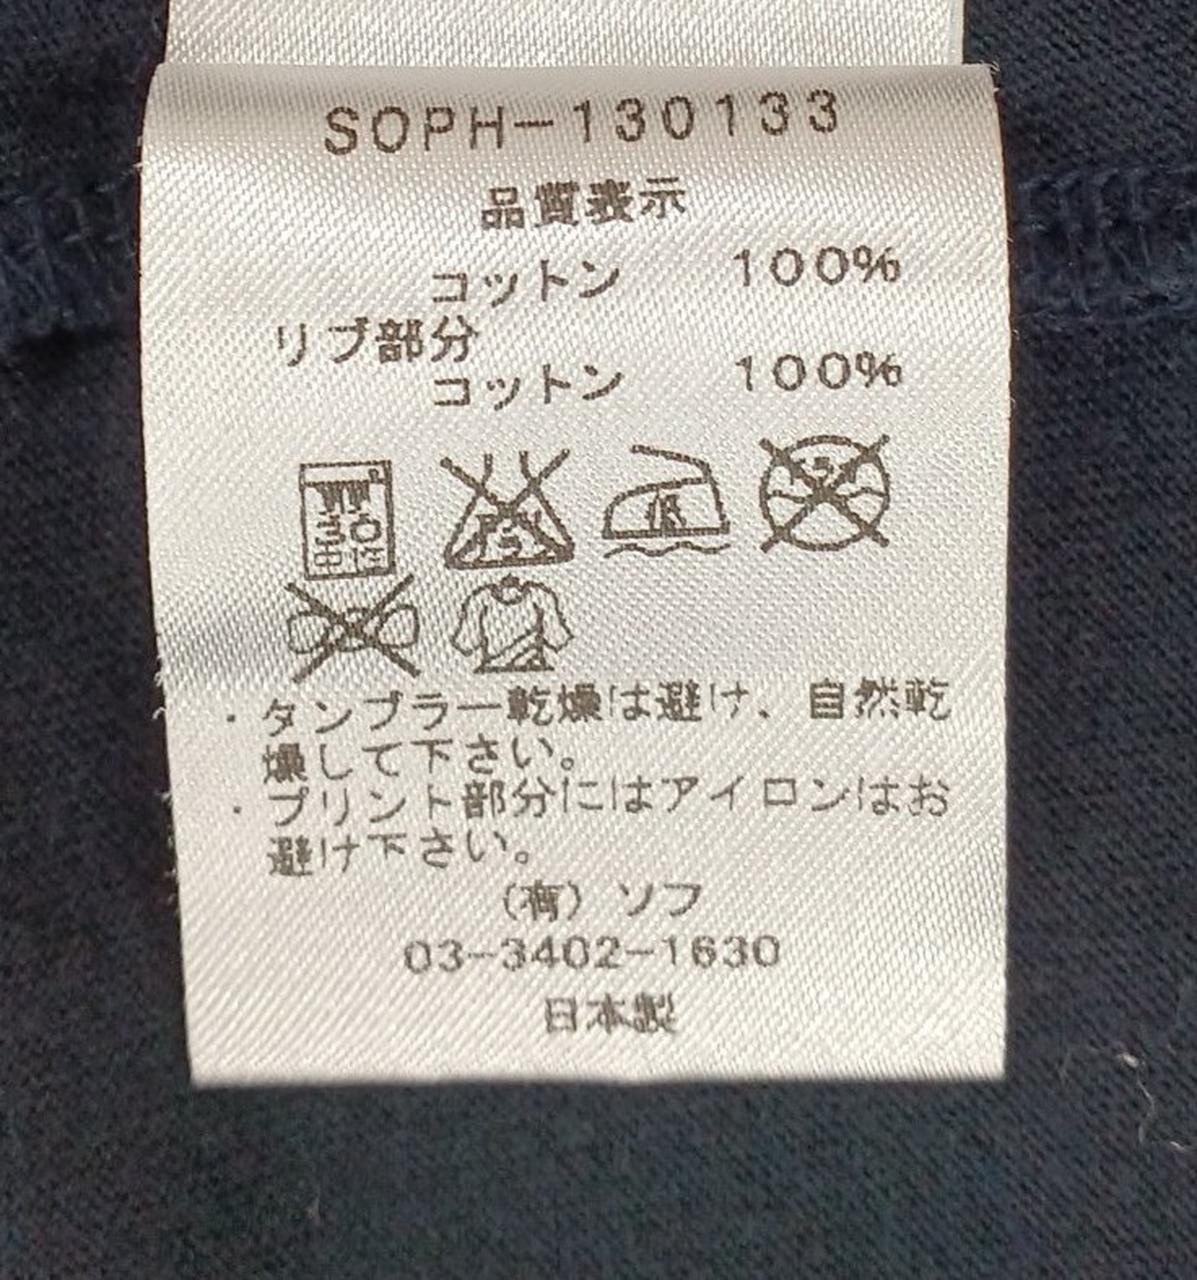 SOPH-130133
品質表示
コットン 100%
リブ部分
コットン 100%
・タンブラー乾燥は避け、自然乾
燥して下さい。
・プリント部分にはアイロンはお
避け下さい。
(有)ソフ
03-3402-1630
日本製